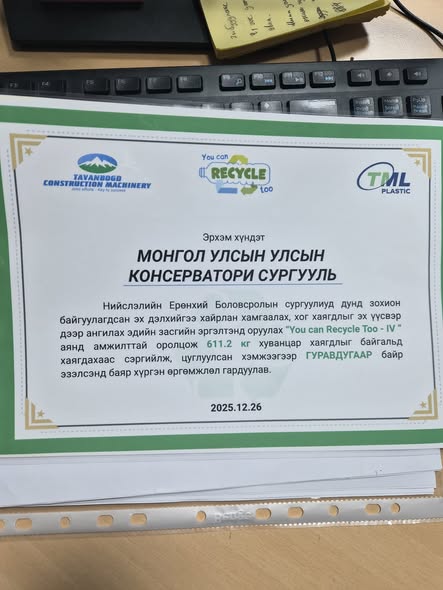 TAVANBOGD
CONSTRUCTION MACHINERY
You can
RECYCLE
too
TML
PLASTIC
Эрхэм хүндэт
МОНГОЛ УЛСЫН УЛСЫН
КОНСЕРВАТОРИ СУРГУУЛЬ
Нийслэлийн Ерөнхий Боловсролын сургуулиуд дунд зохион
байгуулагдсан эх дэлхийгээ хайрлан хамгаалах, хог хаягдлыг эх үүсвэр
дээр ангилах эдийн засгийн эргэлтэнд оруулах "You can Recycle Too - IV "
аянд амжилттай оролцож 611.2 кг хуванцар хаягдлыг байгальд
хаягдахаас сэргийлж, цуглуулсан хэмжээгээр ГУРАВДУГААР байр
эзэлсэнд баяр хүргэн өргөмжлөл гардуулав.
2025.12.26